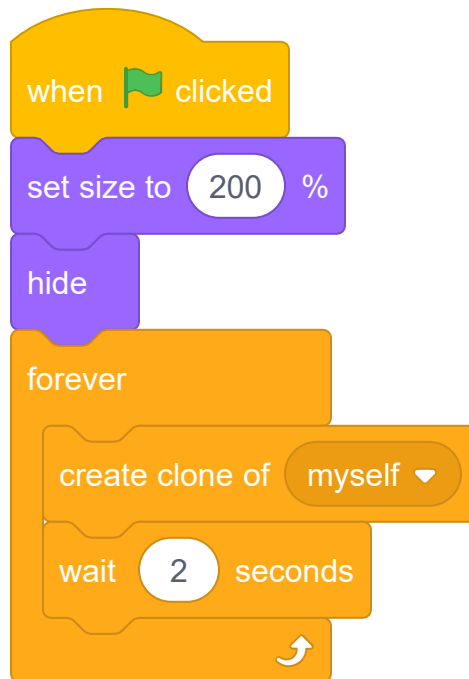 when clicked
set size to 200 %
hide
forever
create clone of myself
wait 2 seconds